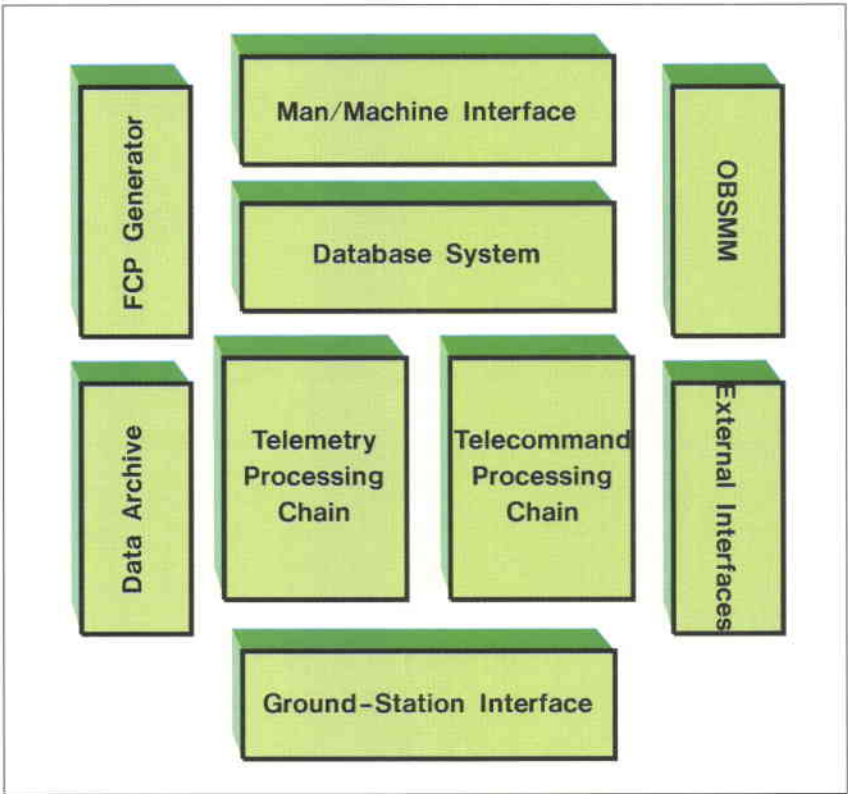 Man/Machine Interface
FCP Generator
OBSMM
Database System
Data Archive
Telemetry
Processing
Chain
Telecommand
Processing
Chain
External Interfaces
Ground-Station Interface